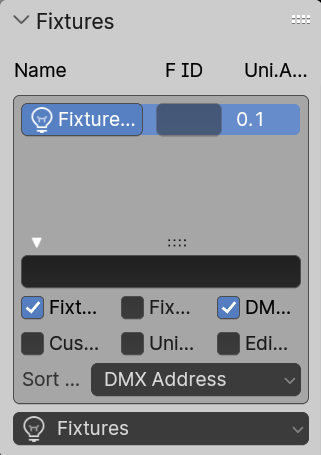 Fixtures
Name F ID Uni.A...
Fixture... 0.1
Fixt... Fix... DM...
Cus... Uni... Edi...
Sort ... DMX Address
Fixtures